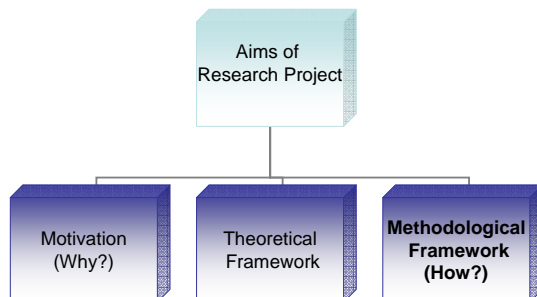 Aims of
Research Project
Motivation
(Why?)
Theoretical
Framework
Methodological
Framework
(How?)